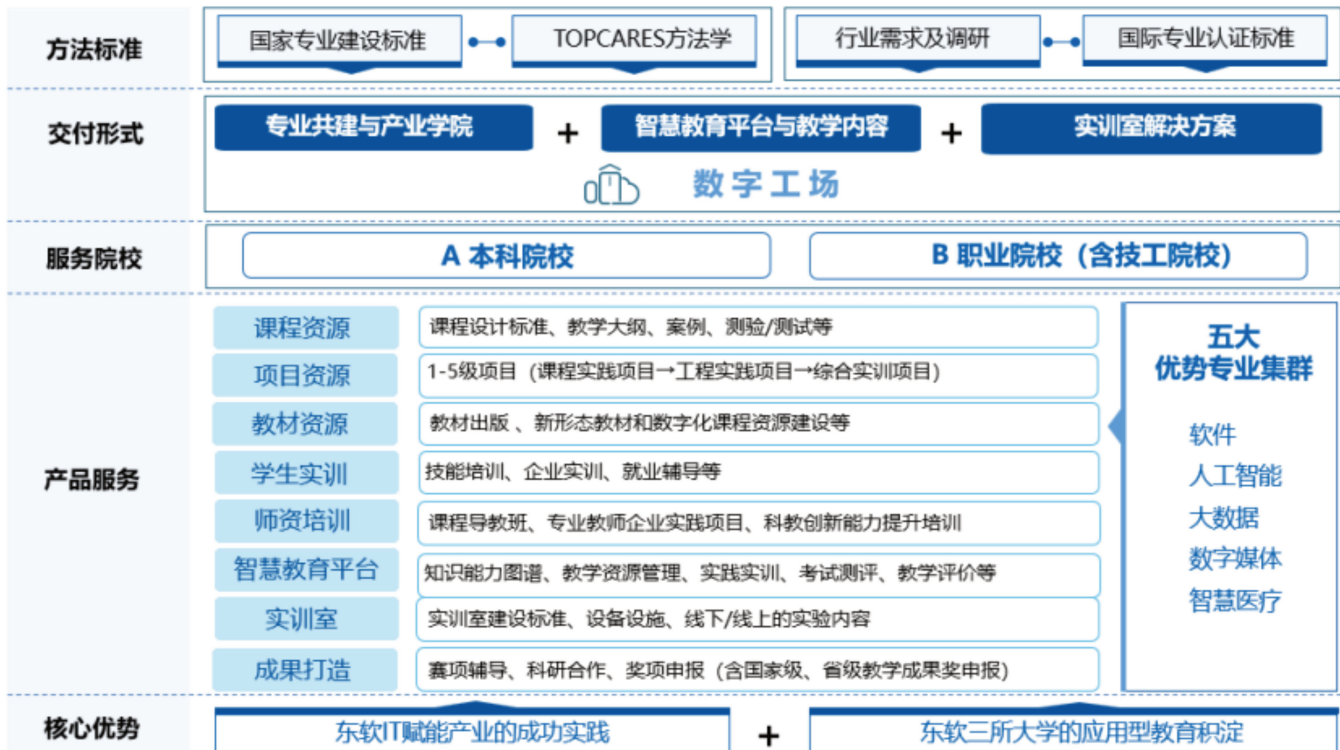 方法标准
国家专业建设标准
TOPCARES方法学
行业需求及调研
国际专业认证标准
交付形式
专业共建与产业学院
+
智慧教育平台与教学内容
+
实训室解决方案
数字工场
服务院校
A 本科院校
B 职业院校（含技工院校）
产品服务
课程资源
课程设计标准、教学大纲、案例、测验/测试等
项目资源
1-5级项目（课程实践项目→工程实践项目→综合实训项目）
教材资源
教材出版 、新形态教材和数字化课程资源建设等
学生实训
技能培训、企业实训、就业辅导等
师资培训
课程导教班、专业教师企业实践项目、科教创新能力提升培训
智慧教育平台
知识能力图谱、教学资源管理、实践实训、考试测评、教学评价等
实训室
实训室建设标准、设备设施、线下/线上的实验内容
成果打造
赛项辅导、科研合作、奖项申报（含国家级、省级教学成果奖申报）
五大
优势专业集群
软件
人工智能
大数据
数字媒体
智慧医疗
核心优势
东软IT赋能产业的成功实践
+
东软三所大学的应用型教育积淀